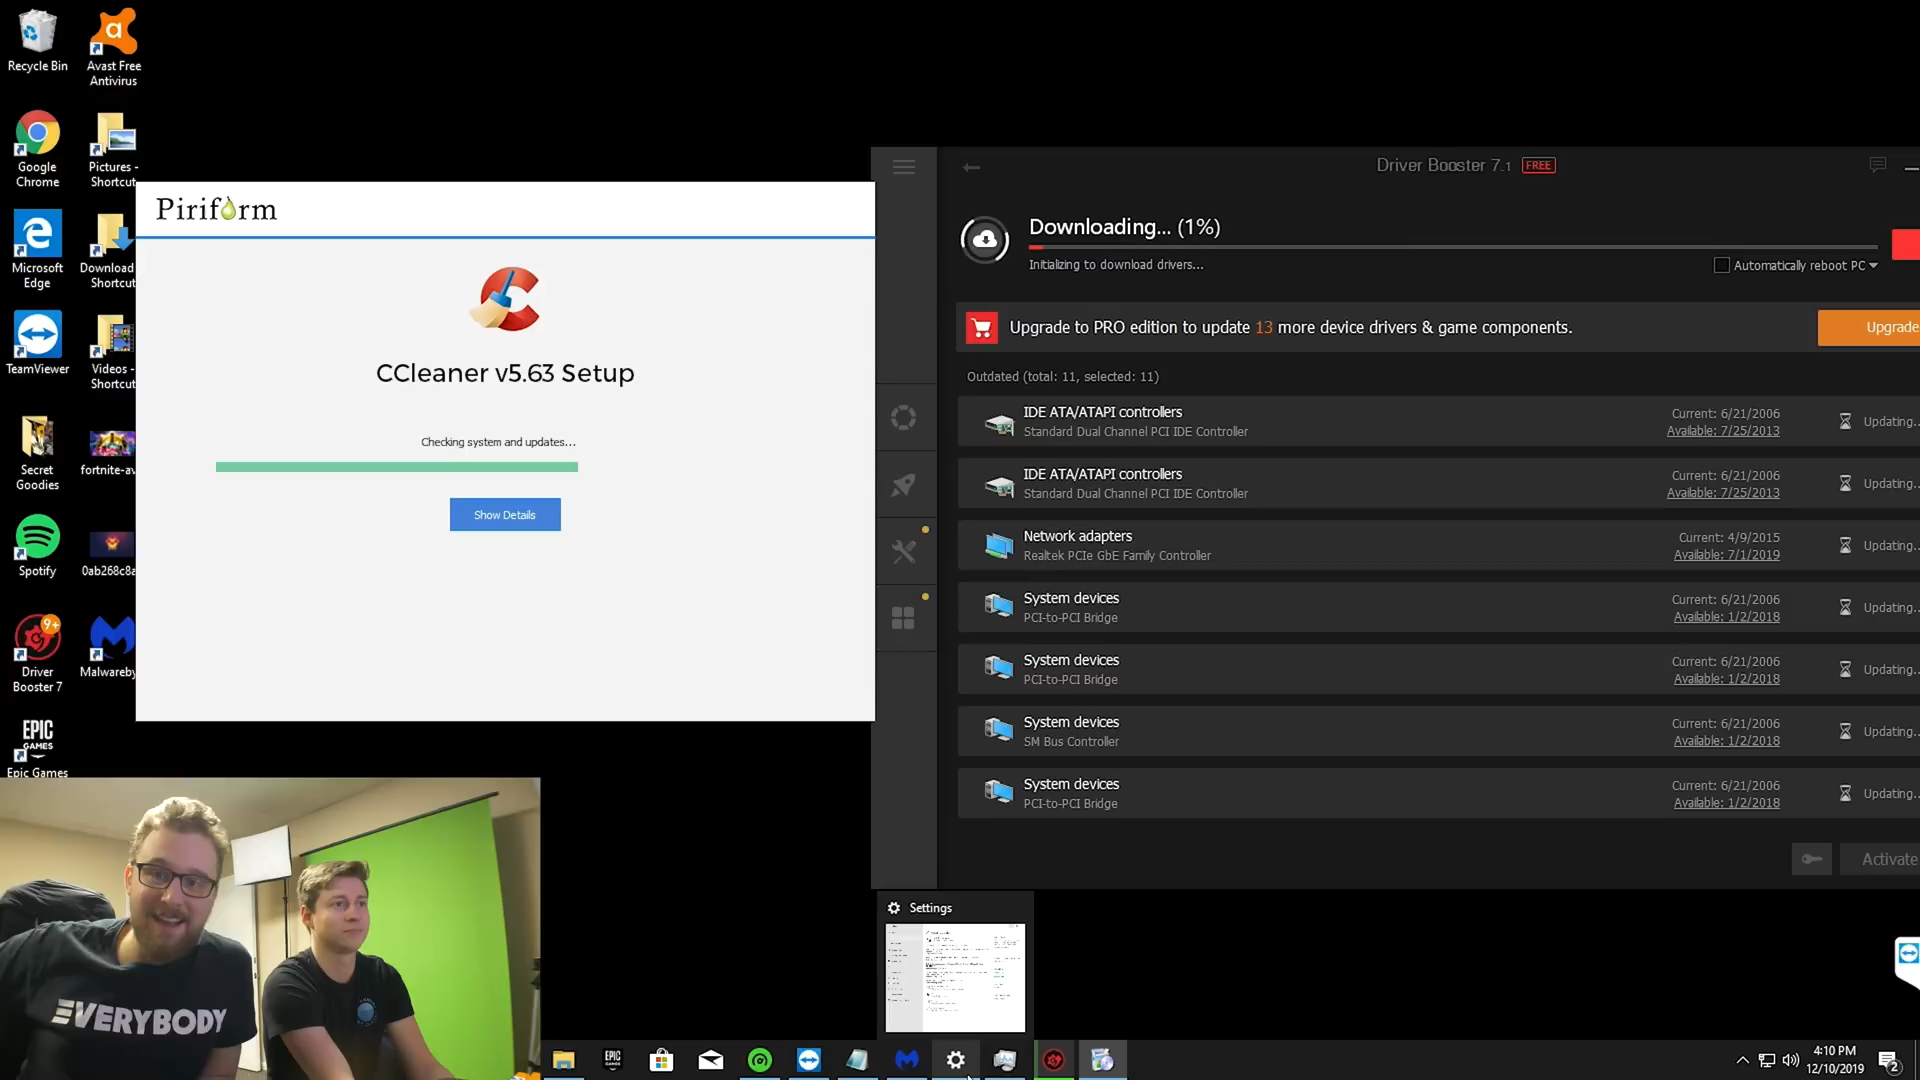 Recycle Bin
Avast Free
Antivirus
Google
Chrome
Pictures -
Shortcut
Microsoft
Edge
Download
Shortcut
TeamViewer
Videos -
Shortcut
Secret
Goodies
fortnite-av
Spotify
0ab268c8a
9+
Driver
Booster 7
Malwareby
EPIC
GAMES
Epic Games
Piriform
CCleaner v5.63 Setup
Checking system and updates...
Show Details
Driver Booster 7.1 FREE
Downloading... (1%)
Initializing to download drivers...
Automatically reboot PC
Upgrade to PRO edition to update 13 more device drivers & game components.
Upgrade
Outdated (total: 11, selected: 11)
IDE ATA/ATAPI controllers
Standard Dual Channel PCI IDE Controller
Current: 6/21/2006
Available: 7/25/2013
Updating..
IDE ATA/ATAPI controllers
Standard Dual Channel PCI IDE Controller
Current: 6/21/2006
Available: 7/25/2013
Updating..
Network adapters
Realtek PCIe GbE Family Controller
Current: 4/9/2015
Available: 7/1/2019
Updating..
System devices
PCI-to-PCI Bridge
Current: 6/21/2006
Available: 1/2/2018
Updating..
System devices
PCI-to-PCI Bridge
Current: 6/21/2006
Available: 1/2/2018
Updating..
System devices
SM Bus Controller
Current: 6/21/2006
Available: 1/2/2018
Updating..
System devices
PCI-to-PCI Bridge
Current: 6/21/2006
Available: 1/2/2018
Updating..
Activate
Settings
EVERYBODY
EPIC
4:10 PM
12/10/2019
2